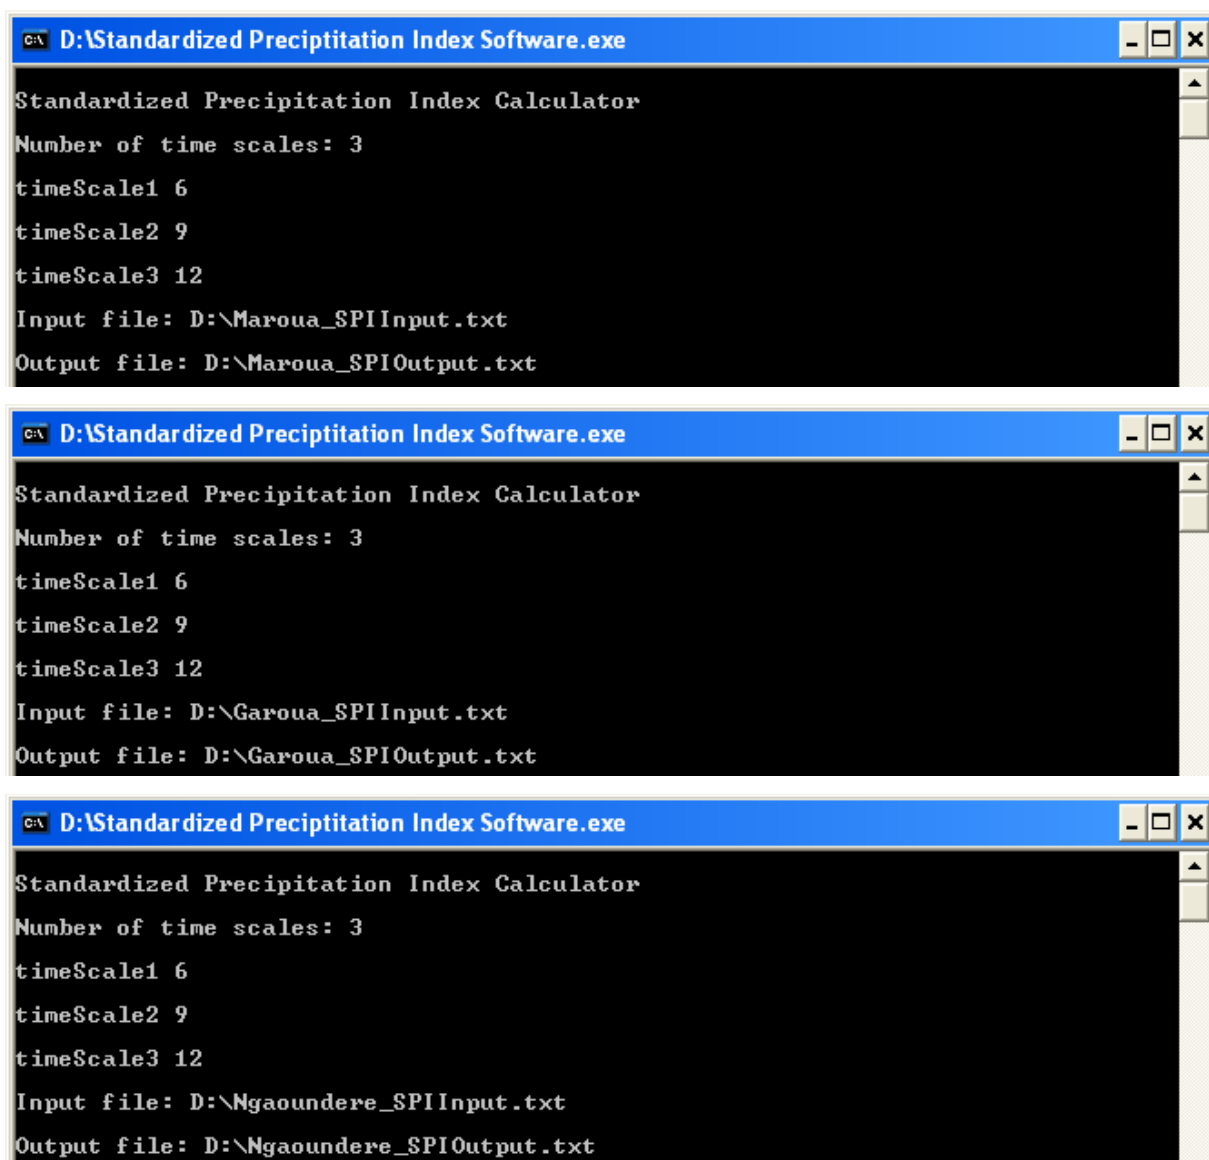 D:\Standardized Preciptitation Index Software.exe
Standardized Precipitation Index Calculator
Number of time scales: 3
timeScale1 6
timeScale2 9
timeScale3 12
Input file: D:\Maroua_SPIInput.txt
Output file: D:\Maroua_SPIOutput.txt
D:\Standardized Preciptitation Index Software.exe
Standardized Precipitation Index Calculator
Number of time scales: 3
timeScale1 6
timeScale2 9
timeScale3 12
Input file: D:\Garoua_SPIInput.txt
Output file: D:\Garoua_SPIOutput.txt
D:\Standardized Preciptitation Index Software.exe
Standardized Precipitation Index Calculator
Number of time scales: 3
timeScale1 6
timeScale2 9
timeScale3 12
Input file: D:\Ngaoundere_SPIInput.txt
Output file: D:\Ngaoundere_SPIOutput.txt